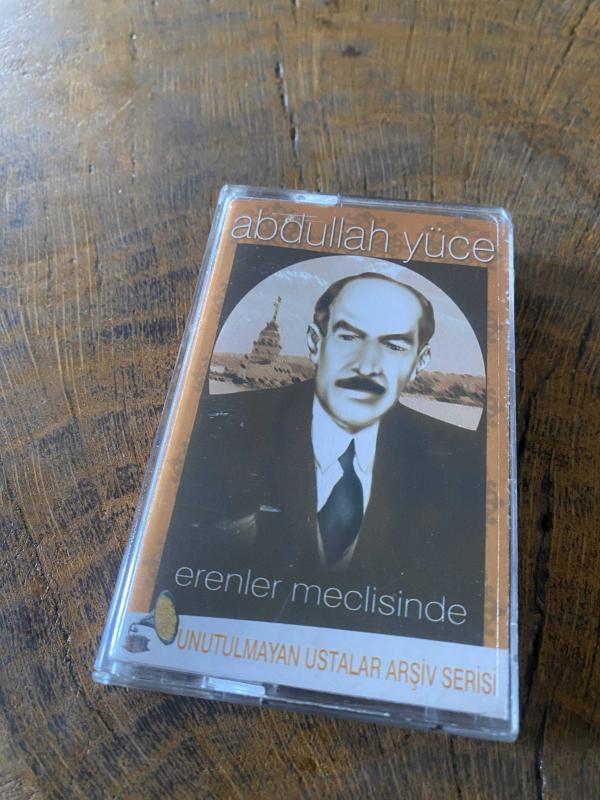 abdullah yüce
erenler meclisinde
UNUTULMAYAN USTALAR ARŞİV SERİSİ